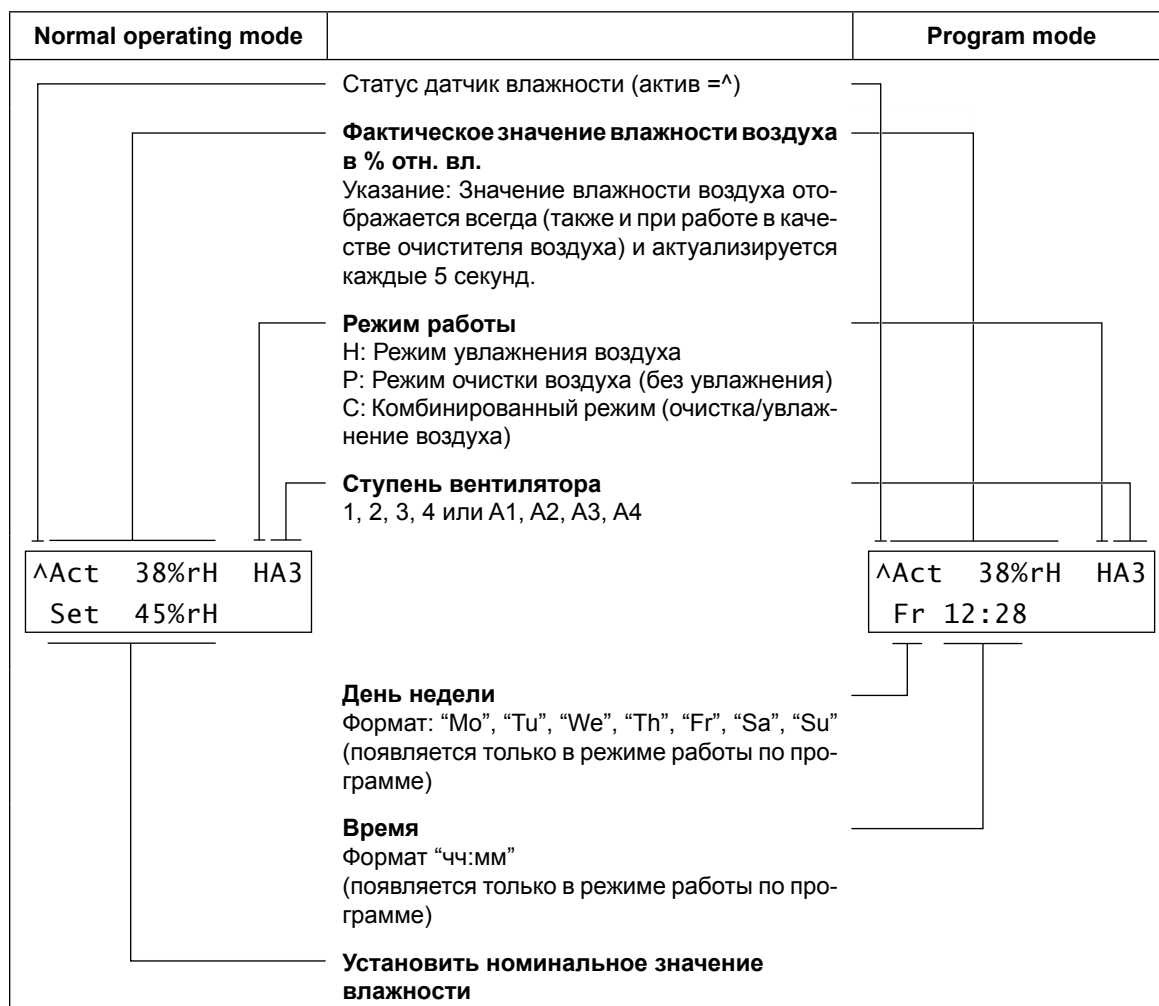 Normal operating mode
Program mode
Статус датчик влажности (актив =^)
Фактическое значение влажности воздуха
в % отн. вл.
Указание: Значение влажности воздуха ото-
бражается всегда (также и при работе в каче-
стве очистителя воздуха) и актуализируется
каждые 5 секунд.
Режим работы
H: Режим увлажнения воздуха
P: Режим очистки воздуха (без увлажнения)
C: Комбинированный режим (очистка/увлаж-
нение воздуха)
Ступень вентилятора
1, 2, 3, 4 или A1, A2, A3, A4
^Act 38%rH HA3
Set 45%rH
^Act 38%rH HA3
Fr 12:28
День недели
Формат: “Mo”, “Tu”, “We”, “Th”, “Fr”, “Sa”, “Su”
(появляется только в режиме работы по про-
грамме)
Время
Формат “чч:мм”
(появляется только в режиме работы по про-
грамме)
Установить номинальное значение
влажности